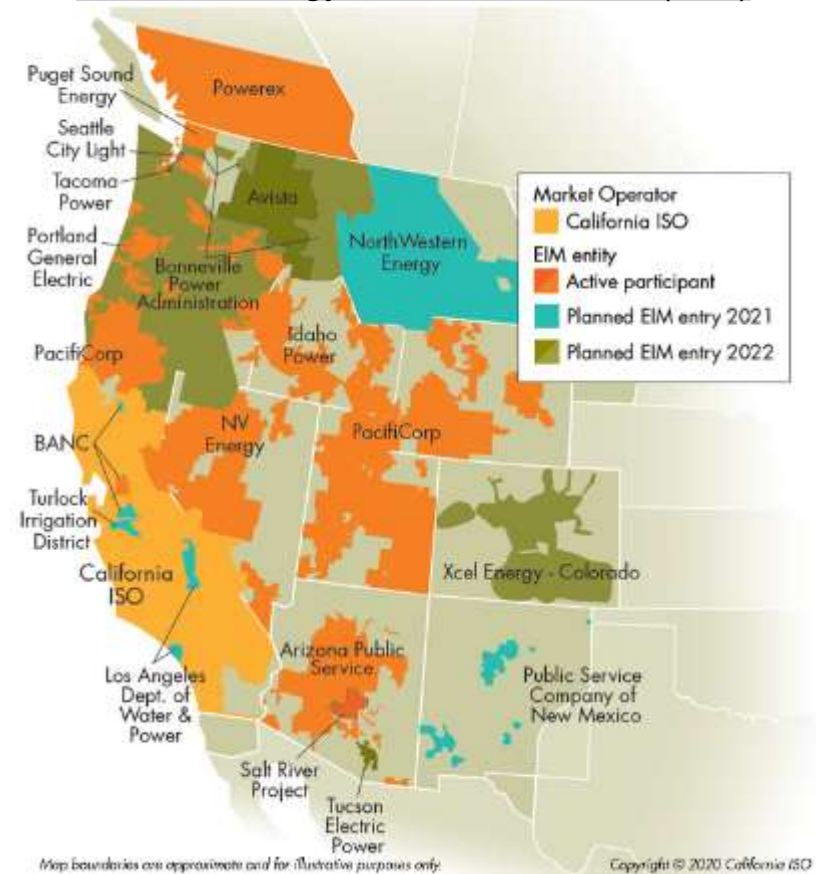 Puget Sound
Energy
Powerex
Seattle
City Light
Tacoma
Power
Avista
Portland
General
Electric
Bonneville
Power
Administration
NorthWestern
Energy
Market Operator
California ISO
EIM entity
Active participant
Planned EIM entry 2021
Planned EIM entry 2022
Idaho
Power
PacifiCorp
NV
Energy
PacifiCorp
BANC
Turlock
Irrigation
District
California
ISO
Xcel Energy - Colorado
Los Angeles
Dept. of
Water &
Power
Arizona Public
Service
Public Service
Company of
New Mexico
Salt River
Project
Tucson
Electric
Power
Map boundaries are approximate and for illustrative purposes only.
Copyright © 2020 California ISO